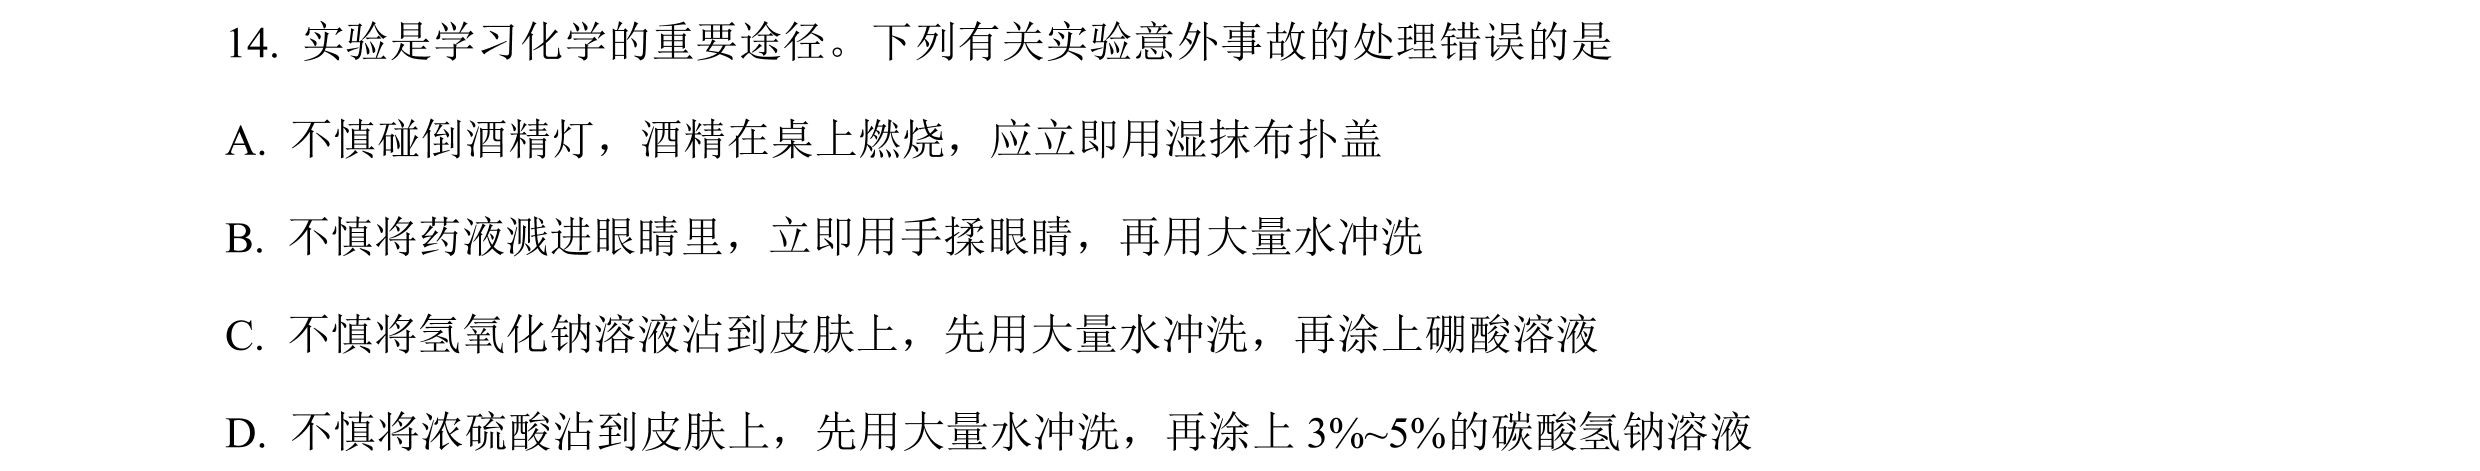 14. 实验是学习化学的重要途径。下列有关实验意外事故的处理错误的是
A. 不慎碰倒酒精灯，酒精在桌上燃烧，应立即用湿抹布扑盖
B. 不慎将药液溅进眼睛里，立即用手揉眼睛，再用大量水冲洗
C. 不慎将氢氧化钠溶液沾到皮肤上，先用大量水冲洗，再涂上硼酸溶液
D. 不慎将浓硫酸沾到皮肤上，先用大量水冲洗，再涂上 3%~5%的碳酸氢钠溶液